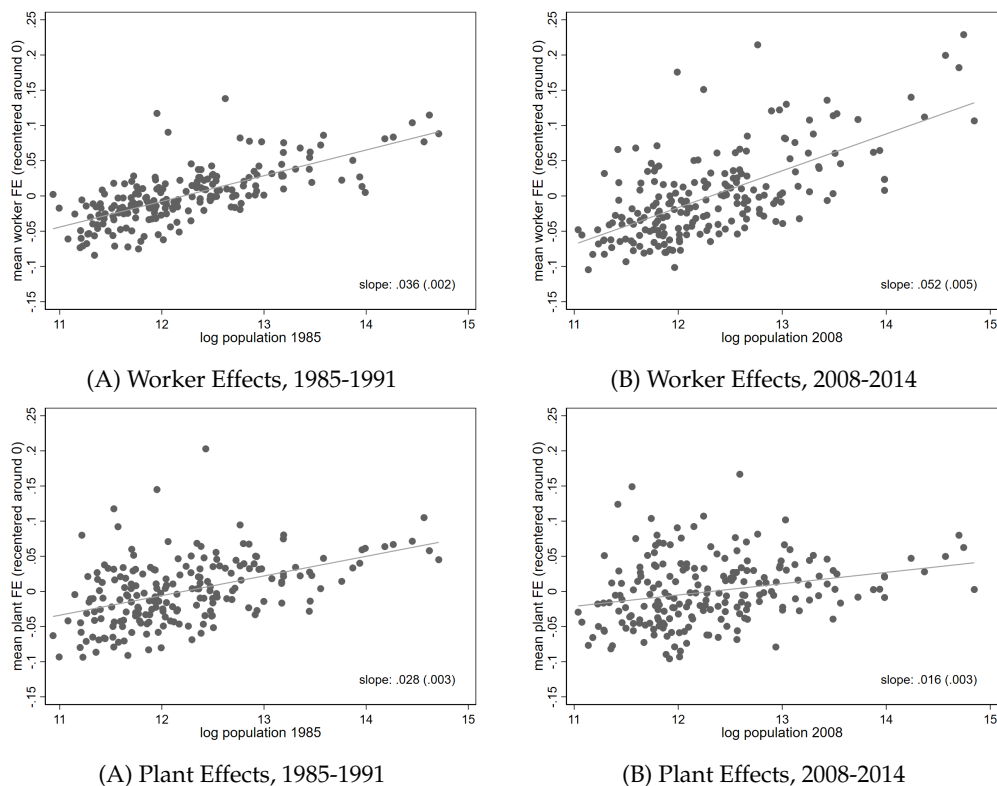 mean worker FE (recentered around 0)
-.15 -.1 -.05 0 .05 .1 .15 .2 .25
slope: .036 (.002)
11 12 13 14 15
log population 1985
(A) Worker Effects, 1985-1991
mean worker FE (recentered around 0)
-.15 -.1 -.05 0 .05 .1 .15 .2 .25
slope: .052 (.005)
11 12 13 14 15
log population 2008
(B) Worker Effects, 2008-2014
mean plant FE (recentered around 0)
-.15 -.1 -.05 0 .05 .1 .15 .2 .25
slope: .028 (.003)
11 12 13 14 15
log population 1985
(A) Plant Effects, 1985-1991
mean plant FE (recentered around 0)
-.15 -.1 -.05 0 .05 .1 .15 .2 .25
slope: .016 (.003)
11 12 13 14 15
log population 2008
(B) Plant Effects, 2008-2014